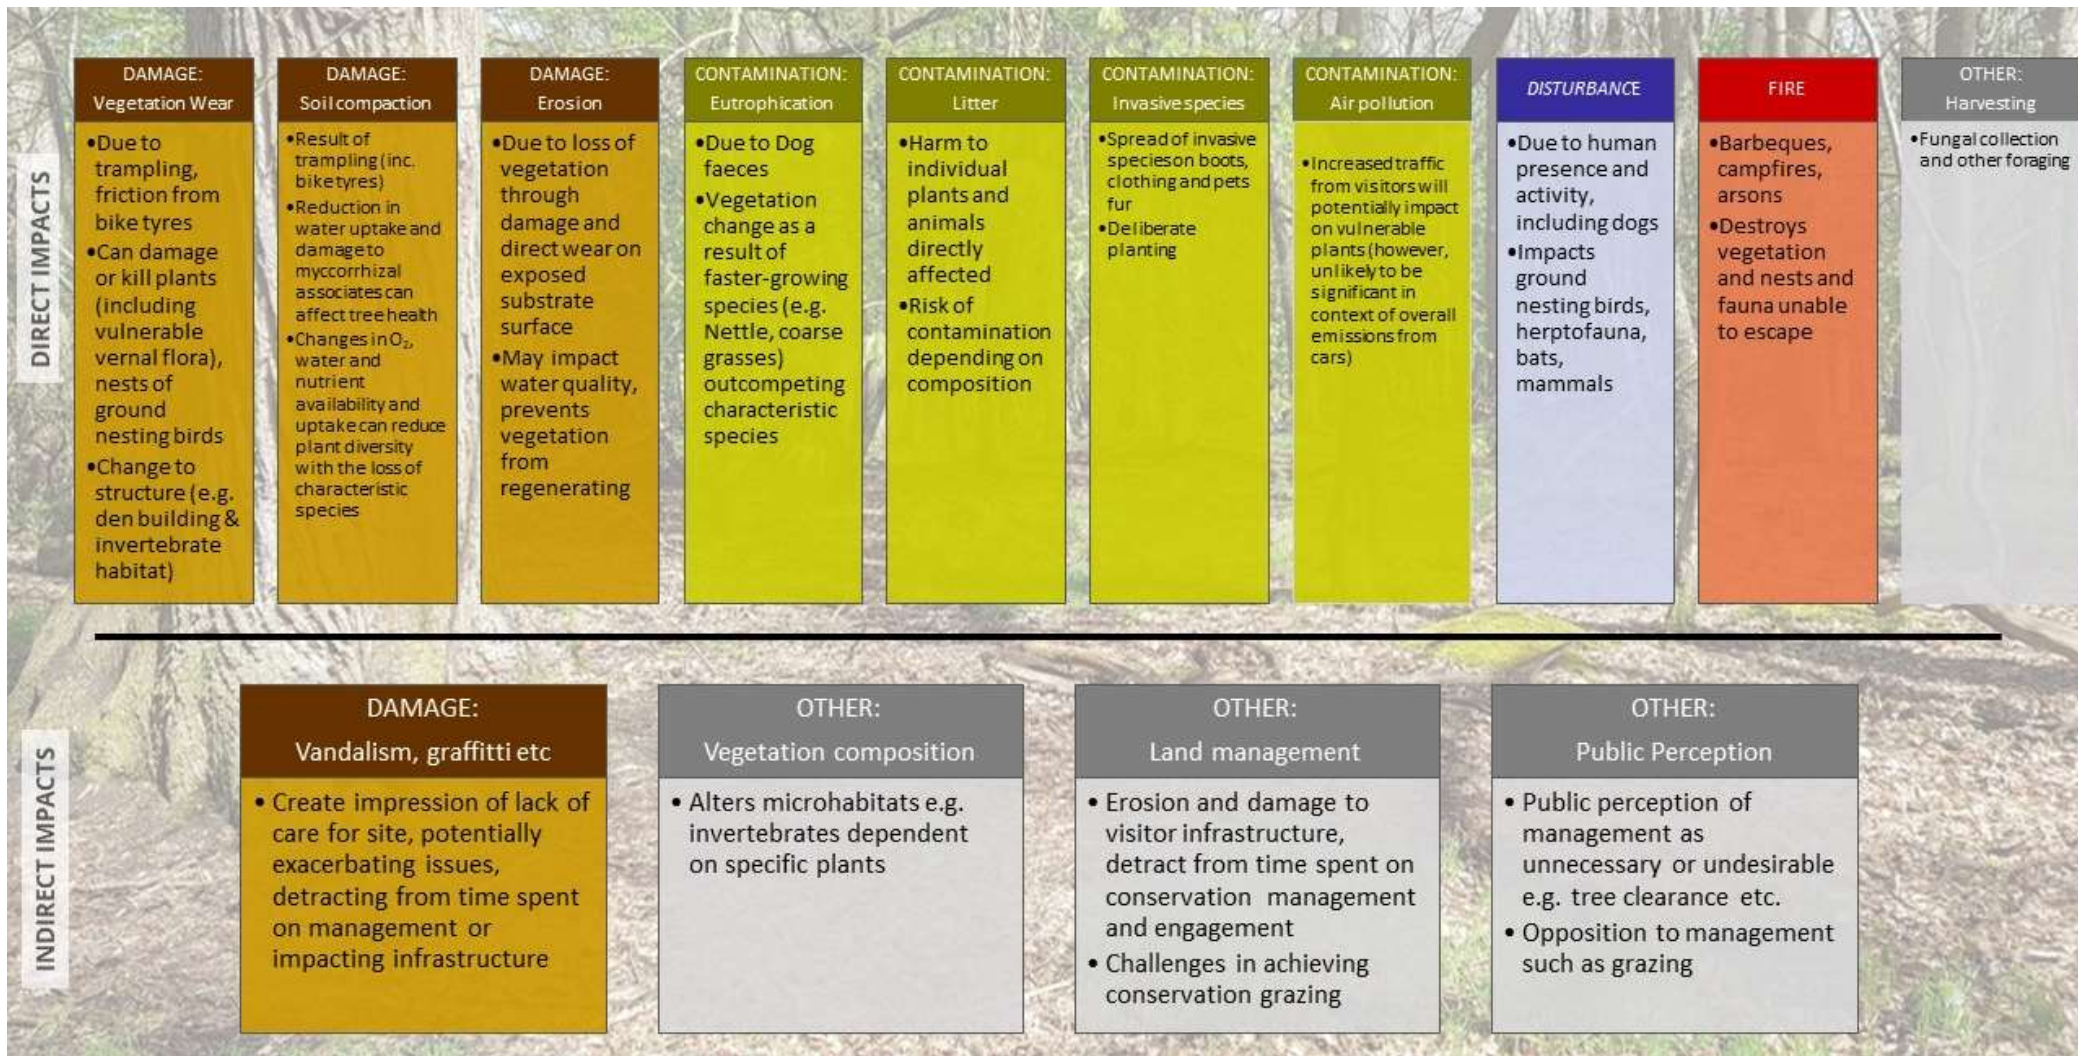 DIRECT IMPACTS
DAMAGE:
Vegetation Wear
•Due to
trampling,
friction from
bike tyres
•Can damage
or kill plants
(including
vulnerable
vernal flora),
nests of
ground
nesting birds
•Change to
structure (e.g.
den building &
invertebrate
habitat)
DAMAGE:
Soil compaction
•Result of
trampling (inc.
bike tyres)
•Reduction in
water uptake and
damage to
myccorrhizal
associates can
affect tree health
•Changes in O₂,
water and
nutrient
availability and
uptake can reduce
plant diversity
with the loss of
characteristic
species
DAMAGE:
Erosion
•Due to loss of
vegetation
through
damage and
direct wear on
exposed
substrate
surface
•May impact
water quality,
prevents
vegetation
from
regenerating
CONTAMINATION:
Eutrophication
•Due to Dog
faeces
•Vegetation
change as a
result of
faster-growing
species (e.g.
Nettle, coarse
grasses)
outcompeting
characteristic
species
CONTAMINATION:
Litter
•Harm to
individual
plants and
animals
directly
affected
•Risk of
contamination
depending on
composition
CONTAMINATION:
Invasive species
•Spread of invasive
specieson boots,
clothing and pets
fur
•Deliberate
planting
CONTAMINATION:
Air pollution
•Increased traffic
from visitors will
potentially impact
on vulnerable
plants (however,
unlikely to be
significant in
context of overall
emissions from
cars)
DISTURBANCE
•Due to human
presence and
activity,
including dogs
•Impacts
ground
nesting birds,
herptofauna,
bats,
mammals
FIRE
•Barbeques,
campfires,
arsons
•Destroys
vegetation
and nests and
fauna unable
to escape
OTHER:
Harvesting
•Fungal collection
and other foraging
INDIRECT IMPACTS
DAMAGE:
Vandalism, graffitti etc
• Create impression of lack of
care for site, potentially
exacerbating issues,
detracting from time spent
on management or
impacting infrastructure
OTHER:
Vegetation composition
• Alters microhabitats e.g.
invertebrates dependent
on specific plants
OTHER:
Land management
• Erosion and damage to
visitor infrastructure,
detract from time spent on
conservation management
and engagement
• Challenges in achieving
conservation grazing
OTHER:
Public Perception
• Public perception of
management as
unnecessary or undesirable
e.g. tree clearance etc.
• Opposition to management
such as grazing